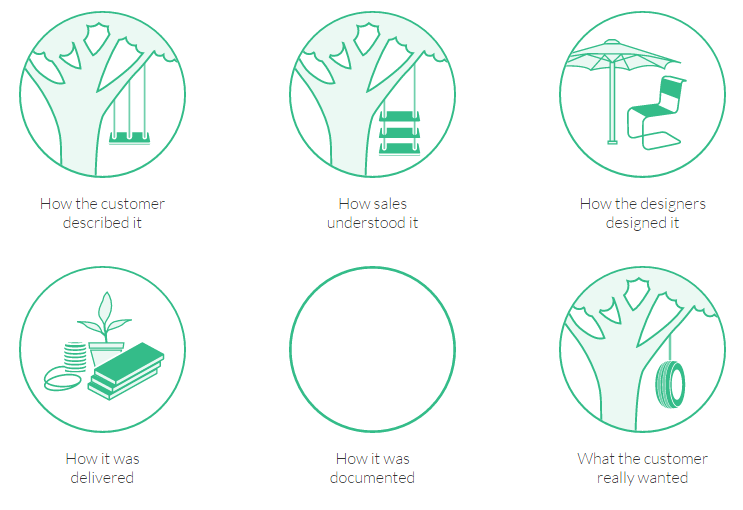 How the customer
described it
How sales
understood it
How the designers
designed it
How it was
delivered
How it was
documented
What the customer
really wanted